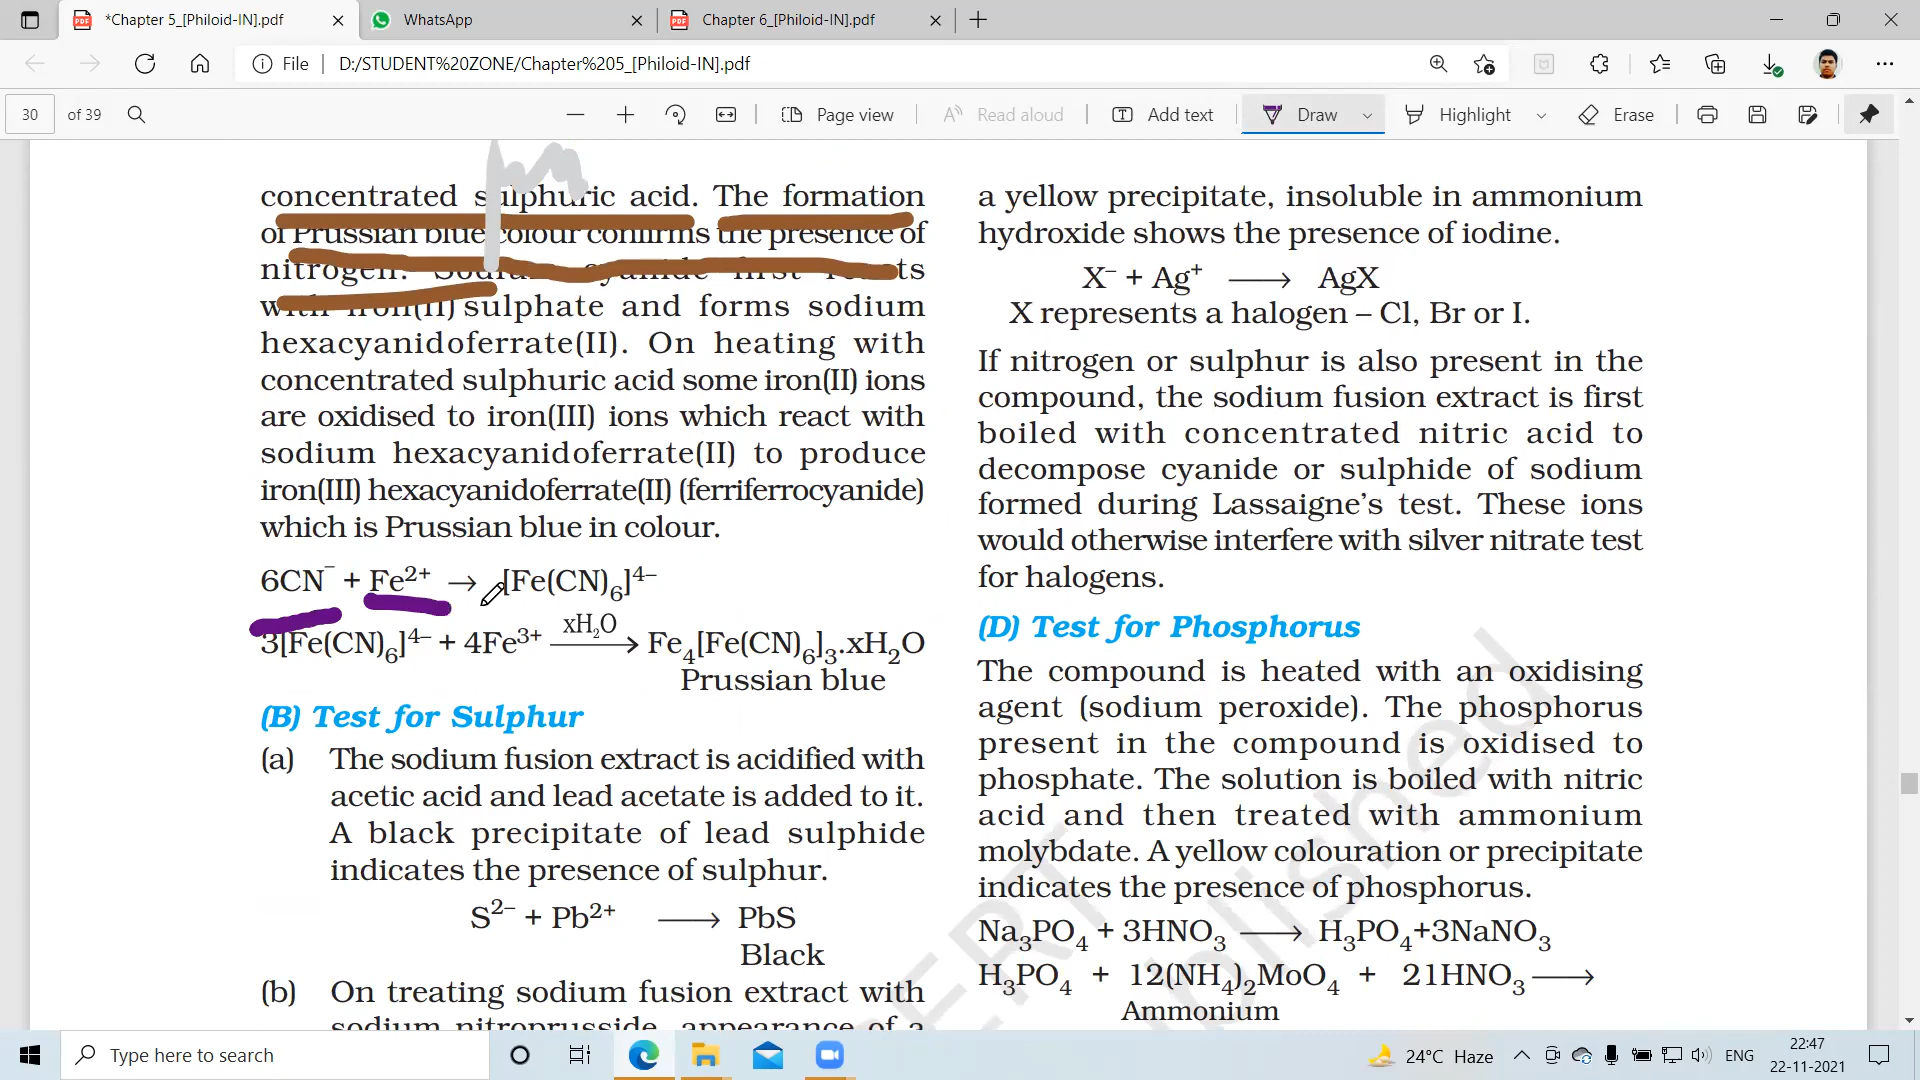 *Chapter 5_[Philoid-IN].pdf
WhatsApp
Chapter 6_[Philoid-IN].pdf
File
D:/STUDENT%20ZONE/Chapter%205_[Philoid-IN].pdf
30 of 39
Page view
Read aloud
Add text
Draw
Highlight
Erase
concentrated sulphuric acid. The formation
of Prussian blue colour confirms the presence of
nitrogen. Sodium cyanide first reacts
with iron(II) sulphate and forms sodium
hexacyanidoferrate(II). On heating with
concentrated sulphuric acid some iron(II) ions
are oxidised to iron(III) ions which react with
sodium hexacyanidoferrate(II) to produce
iron(III) hexacyanidoferrate(II) (ferriferrocyanide)
which is Prussian blue in colour.
6CN⁻ + Fe²⁺ → [Fe(CN)₆]⁴⁻
xH₂O
3[Fe(CN)₆]⁴⁻ + 4Fe³⁺ ⟶ Fe₄[Fe(CN)₆]₃.xH₂O
Prussian blue
(B) Test for Sulphur
(a) The sodium fusion extract is acidified with
acetic acid and lead acetate is added to it.
A black precipitate of lead sulphide
indicates the presence of sulphur.
S²⁻ + Pb²⁺ ⟶ PbS
Black
(b) On treating sodium fusion extract with
sodium nitroprusside, appearance of a
a yellow precipitate, insoluble in ammonium
hydroxide shows the presence of iodine.
X⁻ + Ag⁺ ⟶ AgX
X represents a halogen – Cl, Br or I.
If nitrogen or sulphur is also present in the
compound, the sodium fusion extract is first
boiled with concentrated nitric acid to
decompose cyanide or sulphide of sodium
formed during Lassaigne's test. These ions
would otherwise interfere with silver nitrate test
for halogens.
(D) Test for Phosphorus
The compound is heated with an oxidising
agent (sodium peroxide). The phosphorus
present in the compound is oxidised to
phosphate. The solution is boiled with nitric
acid and then treated with ammonium
molybdate. A yellow colouration or precipitate
indicates the presence of phosphorus.
Na₃PO₄ + 3HNO₃ ⟶ H₃PO₄+3NaNO₃
H₃PO₄ + 12(NH₄)₂MoO₄ + 21HNO₃ ⟶
Ammonium
Type here to search
24°C Haze
ENG
22:47
22-11-2021